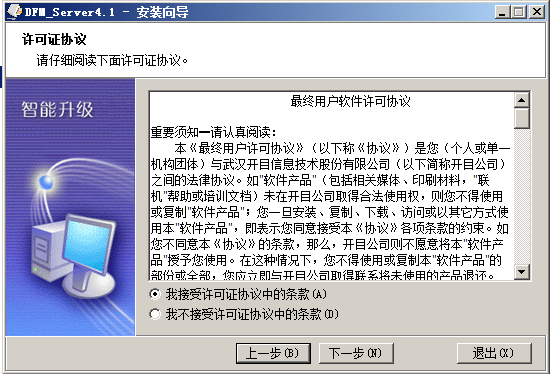 DFM_Server4.1 - 安装向导
许可证协议
请仔细阅读下面许可证协议。
智能升级
最终用户软件许可协议
重要须知—请认真阅读：
本《最终用户许可协议》（以下称《协议》）是您（个人或单一
机构团体）与武汉开目信息技术股份有限公司（以下简称开目公司）
之间的法律协议。如"软件产品"（包括相关媒体、印刷材料，"联
机"帮助或培训文档）未在开目公司取得合法使用权，则您不得使用
或复制"软件产品"；您一旦安装、复制、下载、访问或以其它方式使
用本"软件产品"，即表示您同意接受本《协议》各项条款的约束。如
您不同意本《协议》的条款，那么，开目公司则不愿意将本"软件产
品"授予您使用。在这种情况下，您不得使用或复制本"软件产品"的
部份或全部，您应立即与开目公司取得联系将未使用的产品退还。
我接受许可证协议中的条款(A)
我不接受许可证协议中的条款(D)
上一步(B)
下一步(N)
退出(X)